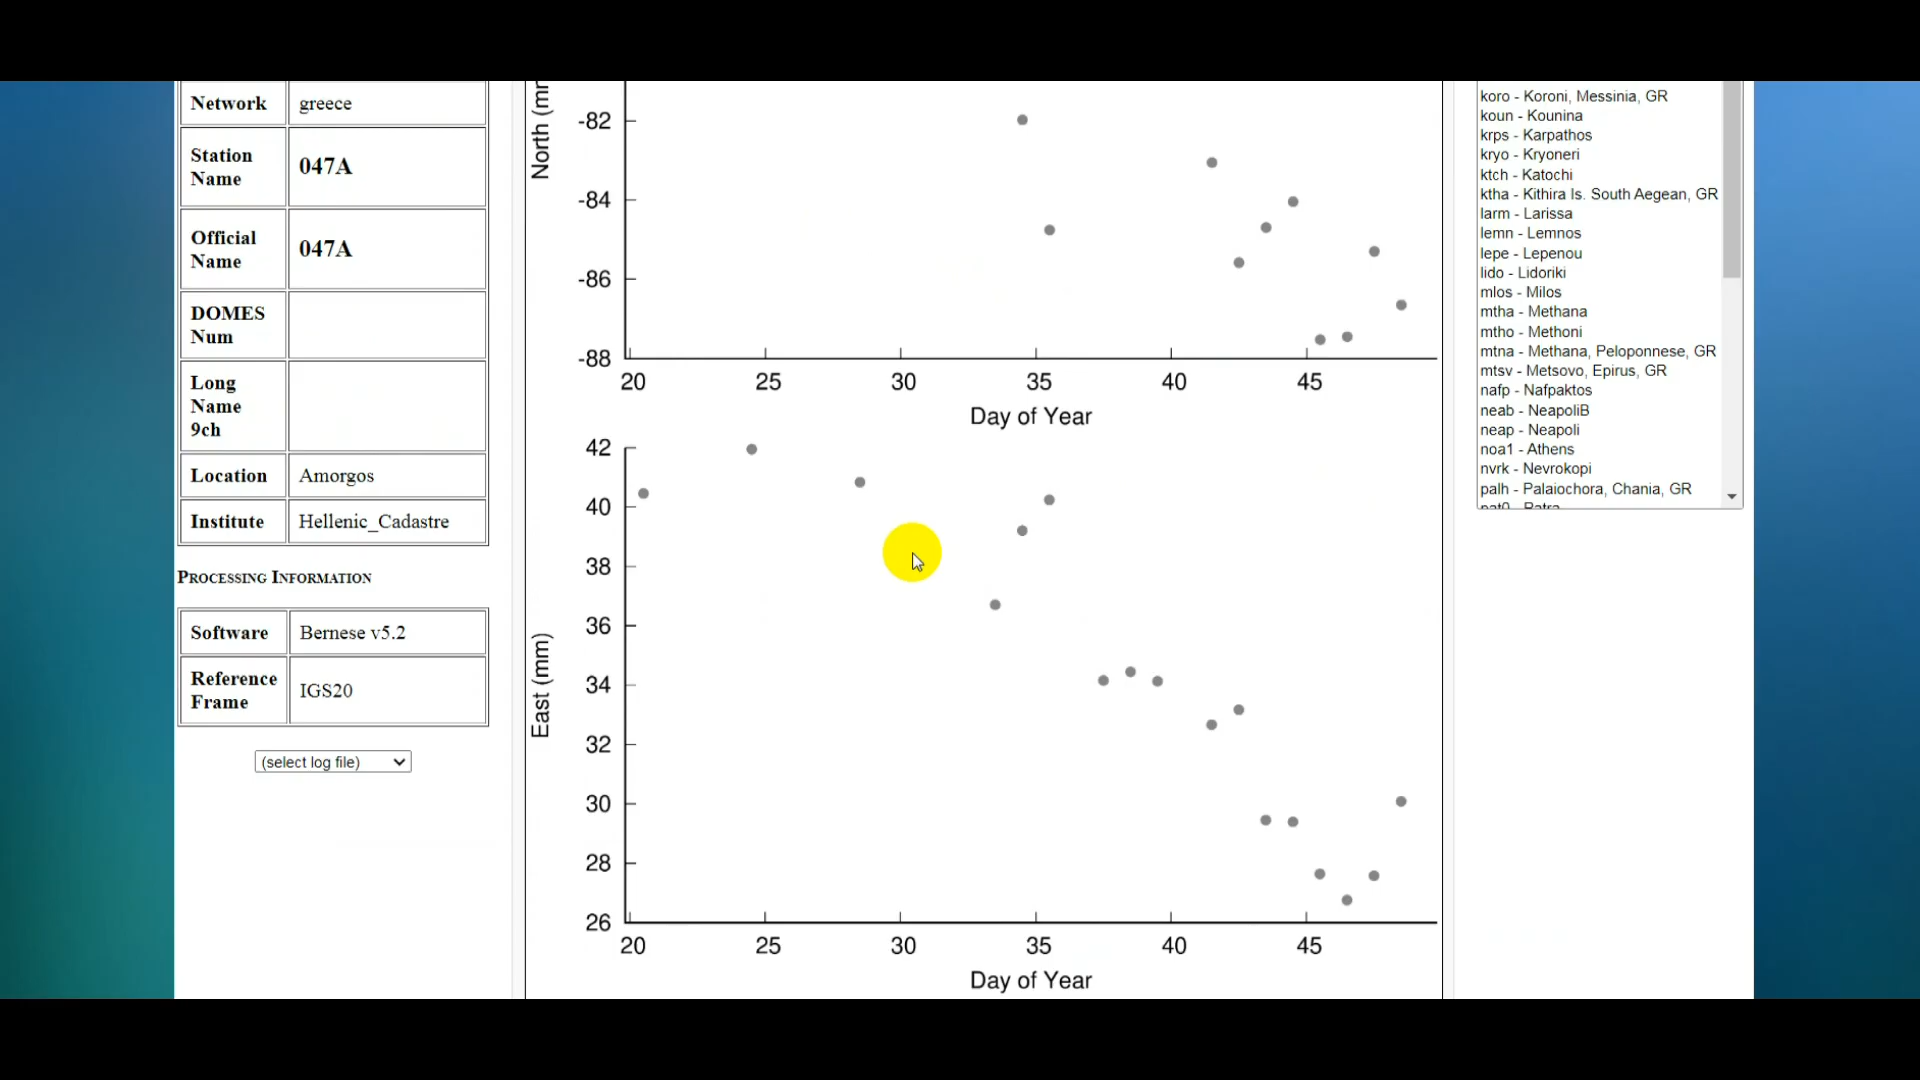 Network greece
Station
Name
047A
Official
Name
047A
DOMES
Num
Long
Name
9ch
Location Amorgos
Institute Hellenic_Cadastre
PROCESSING INFORMATION
Software Bernese v5.2
Reference
Frame
IGS20
(select log file)
-82
-84
-86
-88
20 25 30 35 40 45
Day of Year
42
40
38
36
34
32
30
28
26
East (mm)
20 25 30 35 40 45
Day of Year
koro - Koroni, Messinia, GR
koun - Kounina
krps - Karpathos
kryo - Kryoneri
ktch - Katochi
ktha - Kithira Is. South Aegean, GR
larm - Larissa
lemn - Lemnos
lepe - Lepenou
lido - Lidoriki
mlos - Milos
mtha - Methana
mtho - Methoni
mtna - Methana, Peloponnese, GR
mtsv - Metsovo, Epirus, GR
nafp - Nafpaktos
neab - NeapoliB
neap - Neapoli
noa1 - Athens
nvrk - Nevrokopi
palh - Palaiochora, Chania, GR